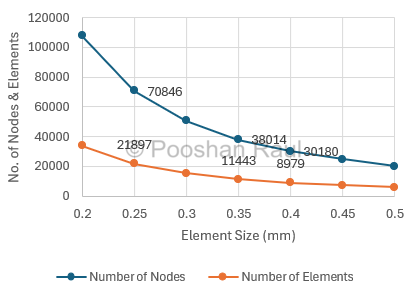 120000
100000
80000
60000
40000
20000
0
No. of Nodes & Elements
70846
38014
30180
21897
11443
8979
© Pooshan Raul
0.2 0.25 0.3 0.35 0.4 0.45 0.5
Element Size (mm)
Number of Nodes Number of Elements